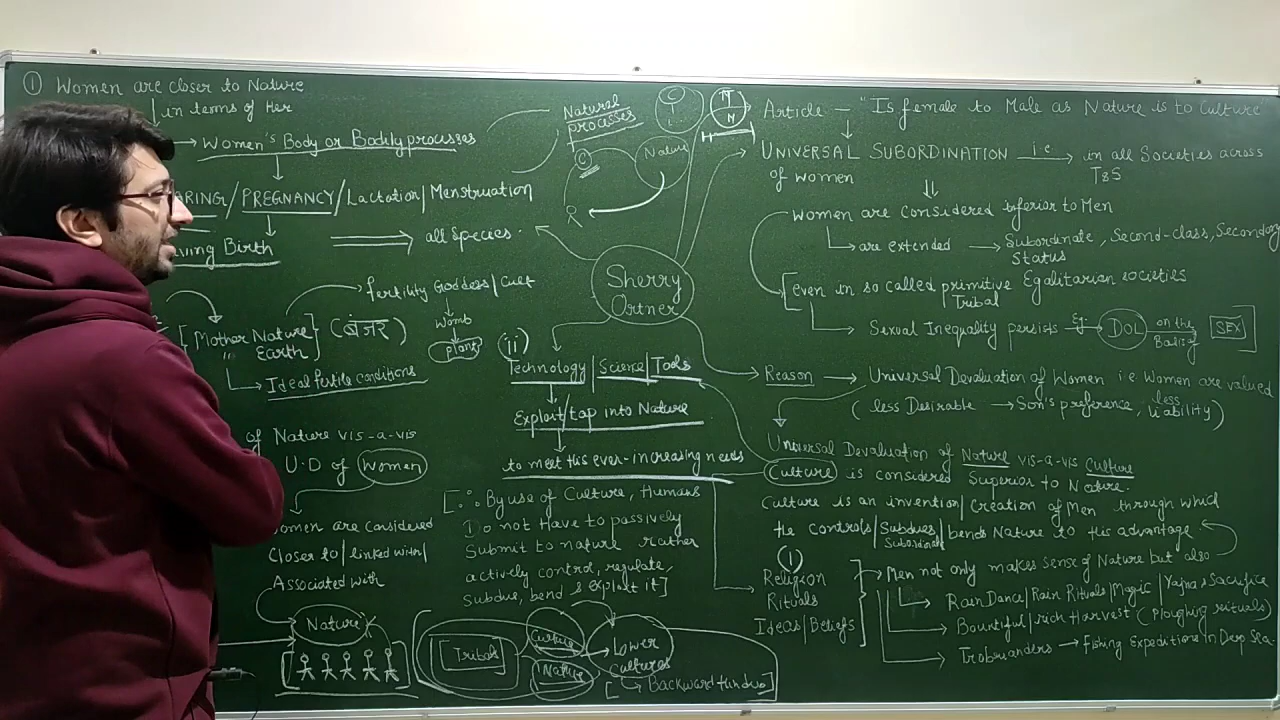 ① Women are closer to Nature
in terms of Her
Women's Body or Bodily processes
ARING / PREGNANCY / Lactation / Menstruation
iving Birth
all Species.
Natural
processes
C
R
Nature
fertility Goddess / Cult
womb
plant
[Mother Nature} (बंजर)
" Earth
Ideal fertile conditions
of Nature vis-a-vis
U.D of Women
omen are considered
Closer to / linked with /
Associated with
Nature
Sherry
Ortner
(ii)
Technology / Science / Tools
Exploit / tap into Nature
to meet His ever-increasing needs
[∴ By use of Culture, Humans
Do not Have to passively
Submit to nature rather
actively control, regulate,
Subdue, bend & Exploit it]
[Tribal]
Culture
Nature
Lower
Cultures
[Backward
C
M
N
Article — "Is female to Male as Nature is to Culture
UNIVERSAL SUBORDINATION i.e in all Societies across
of women T&S
women are Considered inferior to Men
are extended Subordinate, Second-class, Secondary
Status
[even in so called primitive Egalitarian societies
Tribal
Sexual Inequality persists Eg: DOL on the Basis of SEX]
Reason Universal Devaluation of Women i.e Women are valued
less
(less Desirable → Son's preference, liability)
Universal Devaluation of Nature vis-a-vis Culture
Culture is considered Superior to Nature.
Culture is an invention / Creation of Men through which
He controls / Subdues / bends Nature to His advantage
Subordinate
(I)
Religion
Rituals
Ideas / Beliefs
Men not only makes sense of Nature but also
Rain Dance / Rain Rituals / Magic / Yajna & Sacrifice
Bountiful / rich Harvest (Ploughing rituals)
Trobrianders → Fishing Expeditions In Deep Sea